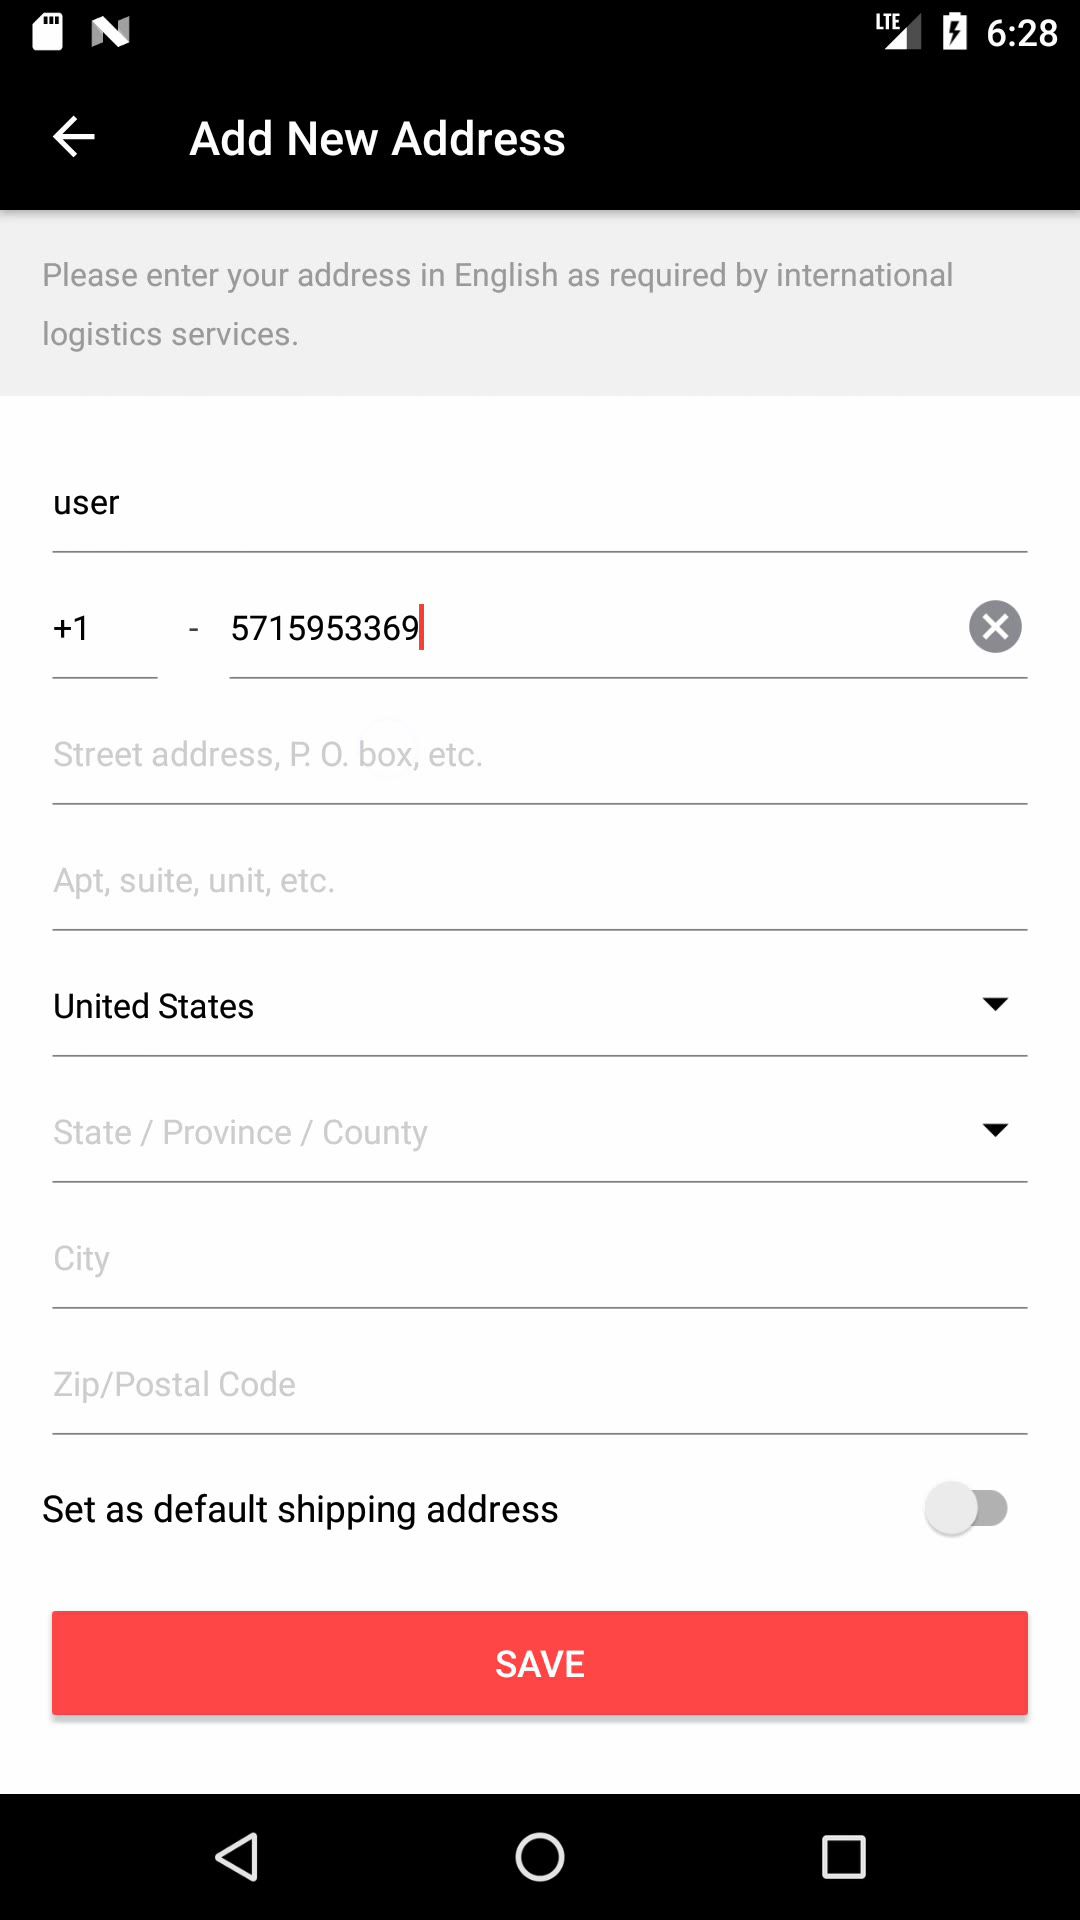 LTE 6:28
Add New Address
Please enter your address in English as required by international
logistics services.
user
+1 - 5715953369
Street address, P. O. box, etc.
Apt, suite, unit, etc.
United States
State / Province / County
City
Zip/Postal Code
Set as default shipping address
SAVE